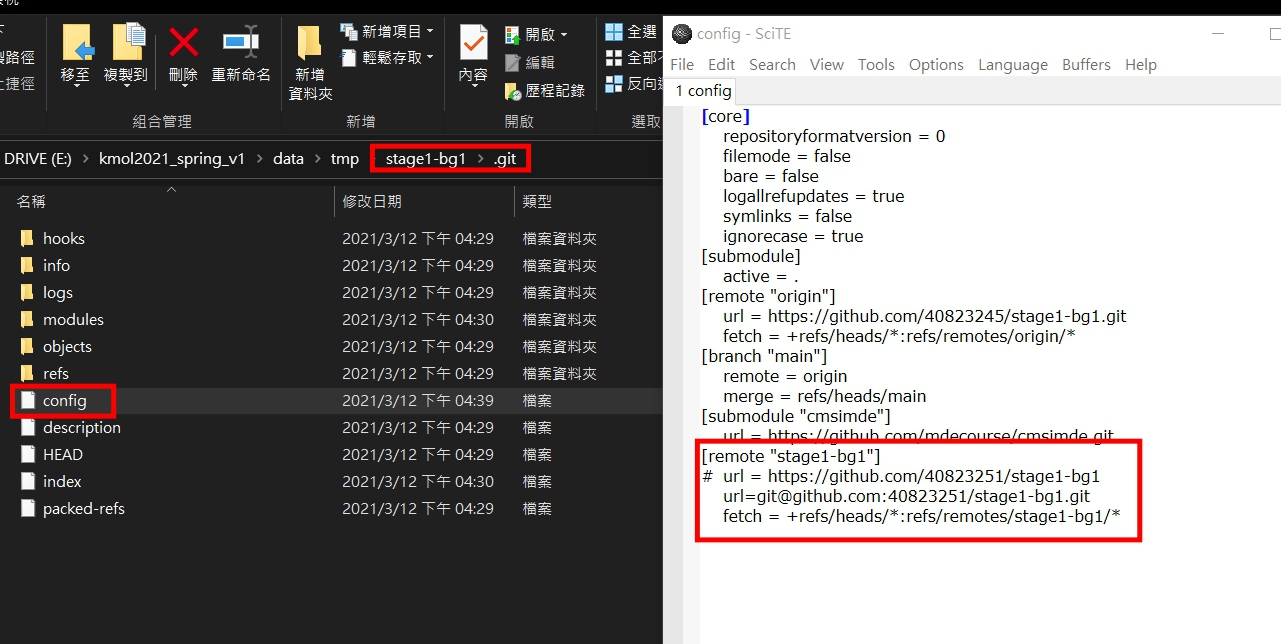 移至
複製到
刪除
重新命名
組合管理
新增
資料夾
新增項目
輕鬆存取
新增
內容
開啟
編輯
歷程記錄
開啟
全選
選取
DRIVE (E:) > kmol2021_spring_v1 > data > tmp stage1-bg1 > .git
名稱 修改日期 類型
hooks 2021/3/12 下午 04:29 檔案資料夾
info 2021/3/12 下午 04:29 檔案資料夾
logs 2021/3/12 下午 04:29 檔案資料夾
modules 2021/3/12 下午 04:30 檔案資料夾
objects 2021/3/12 下午 04:29 檔案資料夾
refs 2021/3/12 下午 04:29 檔案資料夾
config 2021/3/12 下午 04:39 檔案
description 2021/3/12 下午 04:29 檔案
HEAD 2021/3/12 下午 04:29 檔案
index 2021/3/12 下午 04:30 檔案
packed-refs 2021/3/12 下午 04:29 檔案
config - SciTE
File Edit Search View Tools Options Language Buffers Help
1 config
[core]
repositoryformatversion = 0
filemode = false
bare = false
logallrefupdates = true
symlinks = false
ignorecase = true
[submodule]
active = .
[remote "origin"]
url = https://github.com/40823245/stage1-bg1.git
fetch = +refs/heads/*:refs/remotes/origin/*
[branch "main"]
remote = origin
merge = refs/heads/main
[submodule "cmsimde"]
url = https://github.com/mdecourse/cmsimde.git
[remote "stage1-bg1"]
# url = https://github.com/40823251/stage1-bg1
url=git@github.com:40823251/stage1-bg1.git
fetch = +refs/heads/*:refs/remotes/stage1-bg1/*